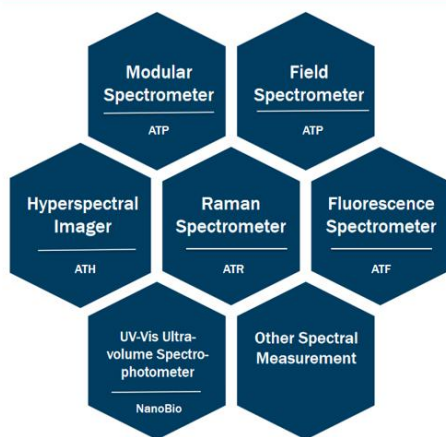 Modular
Spectrometer
ATP
Field
Spectrometer
ATP
Hyperspectral
Imager
ATH
Raman
Spectrometer
ATR
Fluorescence
Spectrometer
ATF
UV-Vis Ultra-
volume Spectro-
photometer
NanoBio
Other Spectral
Measurement